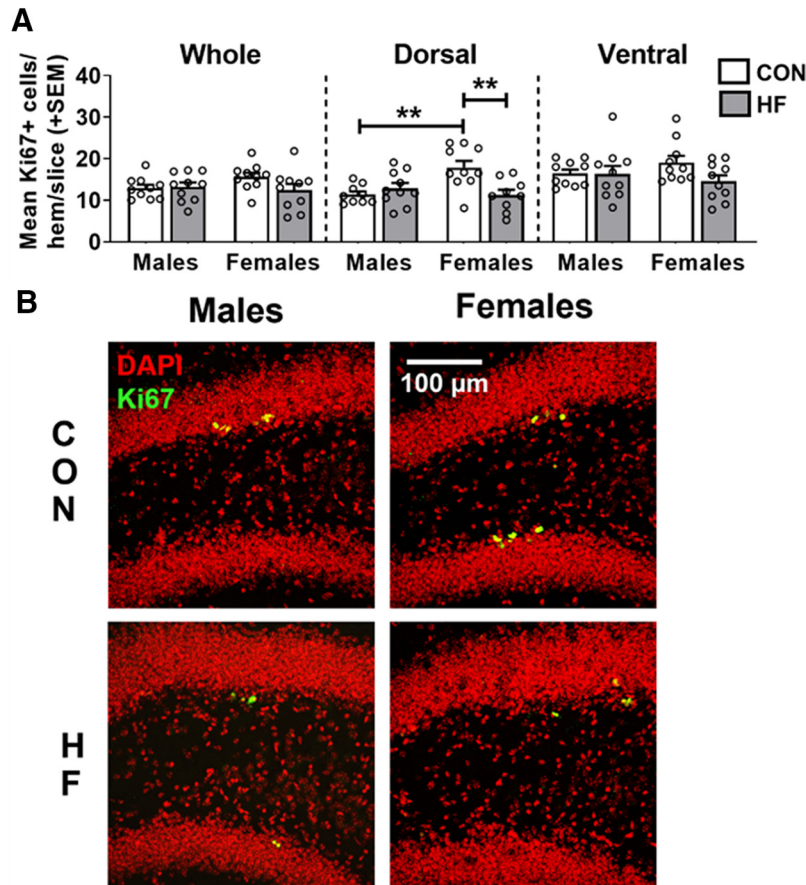 A
Whole Dorsal Ventral
Mean Ki67+ cells/
hem/slice (+SEM)
40
30
20
10
0
** **
CON
HF
Males Females Males Females Males Females
B
Males Females
DAPI
Ki67
100 μm
C
O
N
H
F